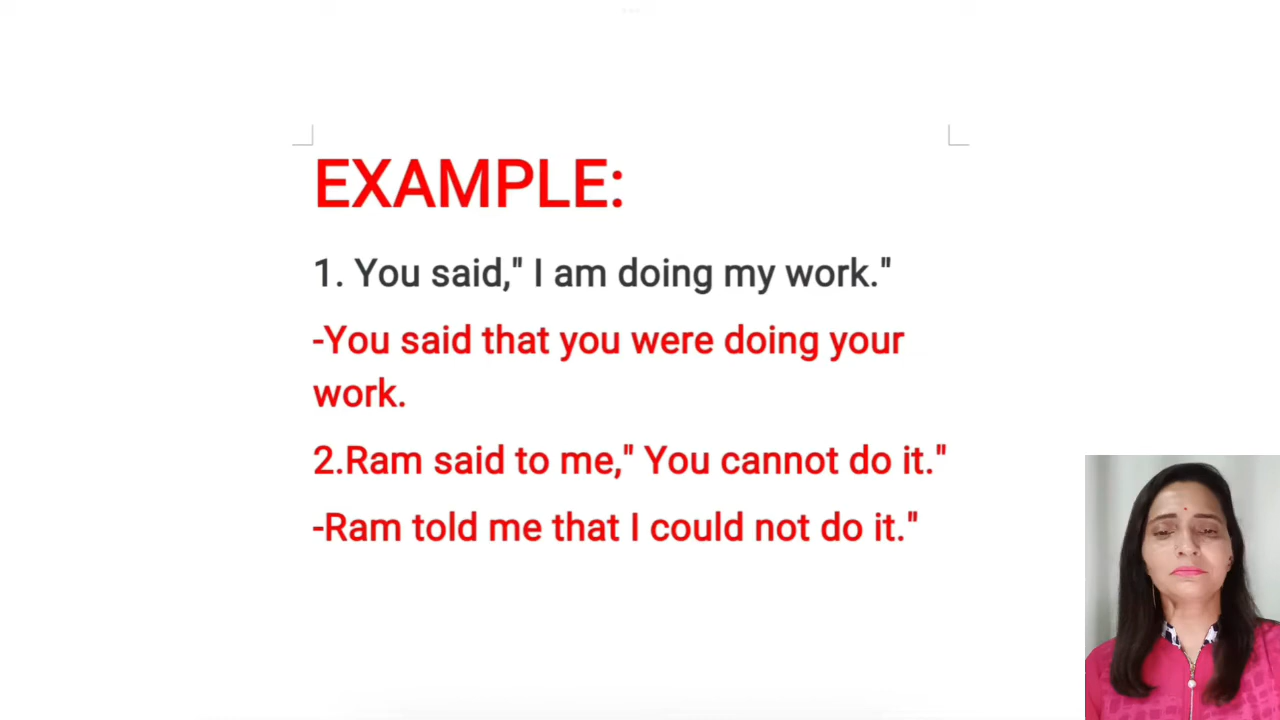 EXAMPLE:
1. You said," I am doing my work."
-You said that you were doing your
work.
2.Ram said to me," You cannot do it."
-Ram told me that I could not do it."